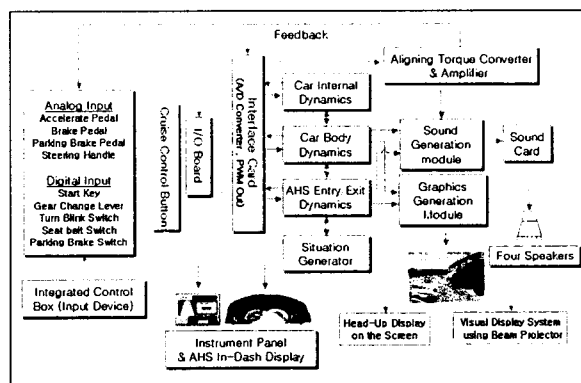 Feedback
Analog Input
Accelerate Pedal
Brake Pedal
Parking Brake Pedal
Steering Handle
Digital Input
Start Key
Gear Change Lever
Turn Blink Switch
Seat belt Switch
Parking Brake Switch
Integrated Control
Box (Input Device)
Cruise Control Button
I/O Board
Interface Card
(A/D Converter, PWM Out)
Car Internal
Dynamics
Car Body
Dynamics
AHS Entry, Exit
Dynamics
Situation
Generator
Aligning Torque Converter
& Amplifier
Sound
Generation
module
Sound
Card
Graphics
Generation
Module
Four Speakers
Instrument Panel
& AHS In-Dash Display
Head-Up Display
on the Screen
Visual Display System
using Beam Projector